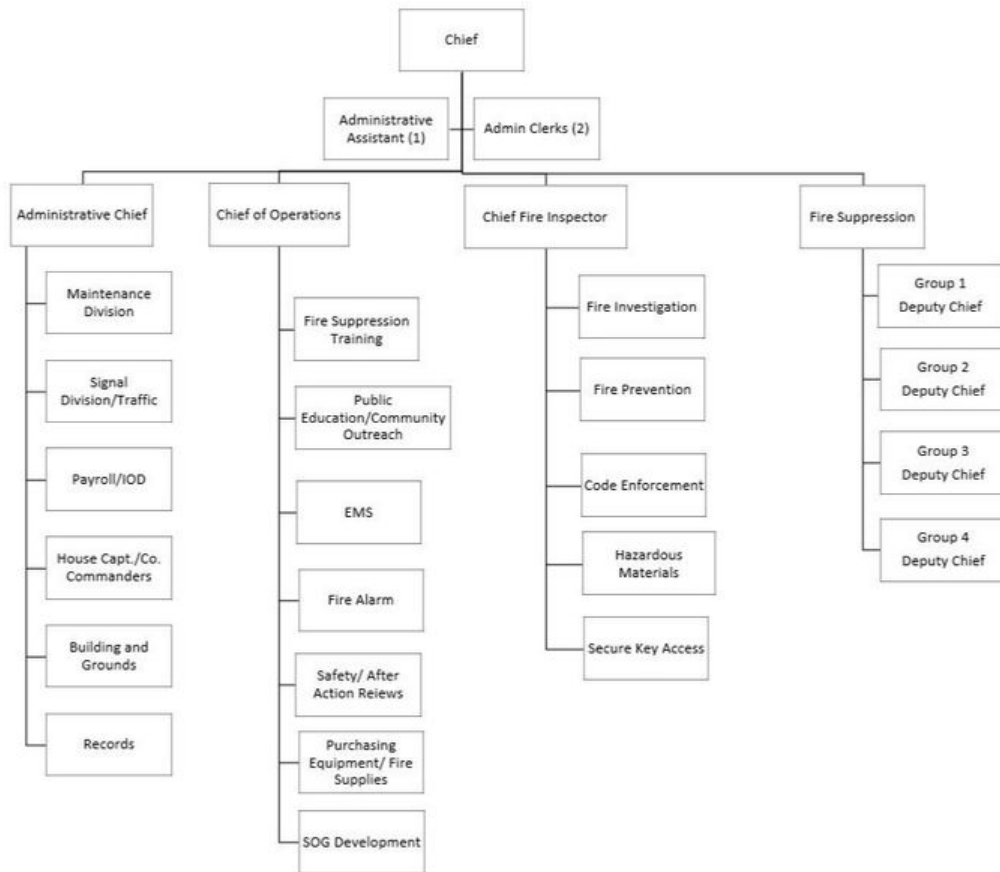 Chief
Administrative
Assistant (1)
Admin Clerks (2)
Administrative Chief
Chief of Operations
Chief Fire Inspector
Fire Suppression
Maintenance
Division
Signal
Division/Traffic
Payroll/IOD
House Capt./Co.
Commanders
Building and
Grounds
Records
Fire Suppression
Training
Public
Education/Community
Outreach
EMS
Fire Alarm
Safety/ After
Action Reiews
Purchasing
Equipment/ Fire
Supplies
SOG Development
Fire Investigation
Fire Prevention
Code Enforcement
Hazardous
Materials
Secure Key Access
Group 1
Deputy Chief
Group 2
Deputy Chief
Group 3
Deputy Chief
Group 4
Deputy Chief